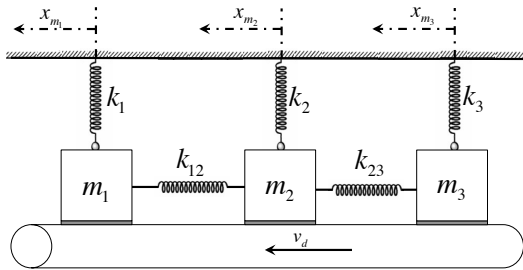 x_{m_1} x_{m_2} x_{m_3}
k_1 k_2 k_3
k_{12} k_{23}
m_1 m_2 m_3
v_d